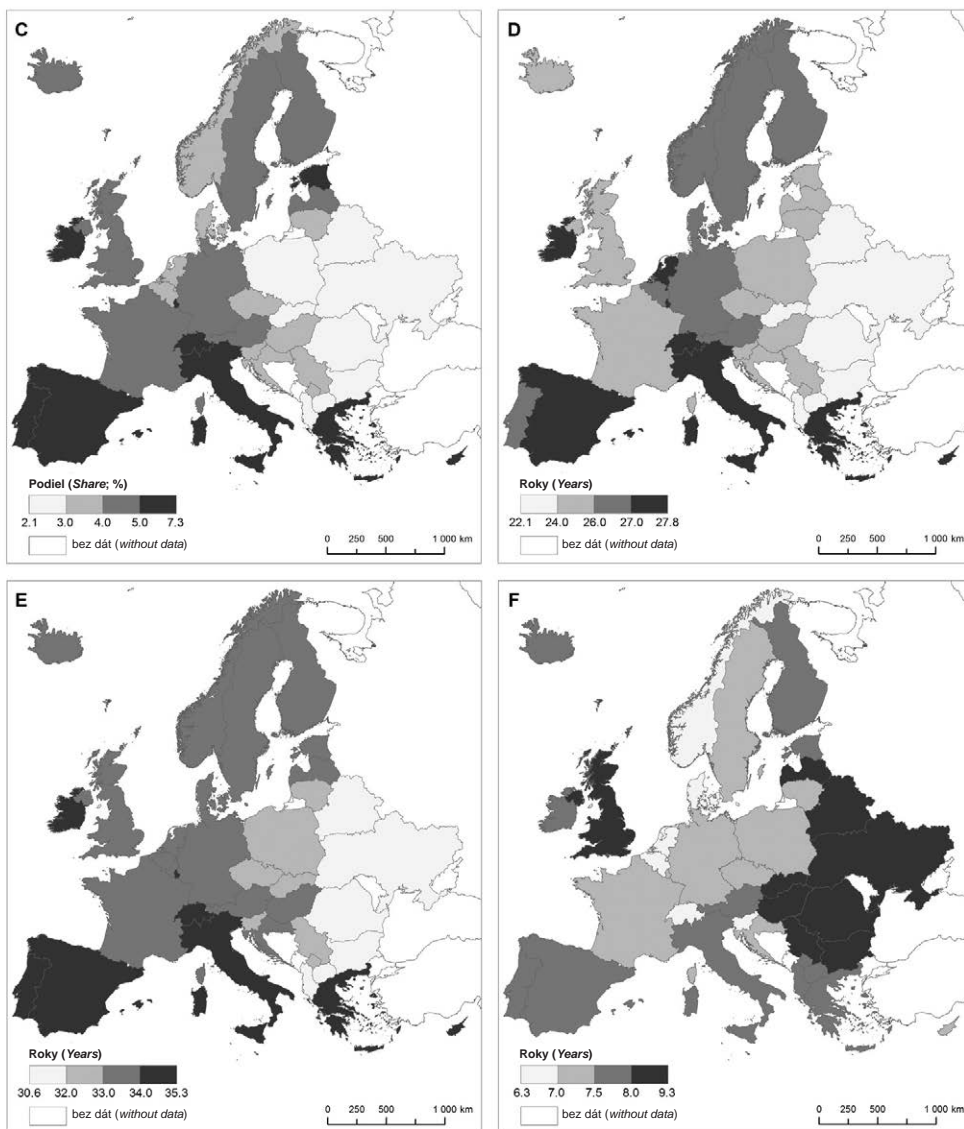 C
Podiel (Share; %)
2.1 3.0 4.0 5.0 7.3
bez dát (without data)
0 250 500 1 000 km
D
Roky (Years)
22.1 24.0 26.0 27.0 27.8
bez dát (without data)
0 250 500 1 000 km
E
Roky (Years)
30.6 32.0 33.0 34.0 35.3
bez dát (without data)
0 250 500 1 000 km
F
Roky (Years)
6.3 7.0 7.5 8.0 9.3
bez dát (without data)
0 250 500 1 000 km